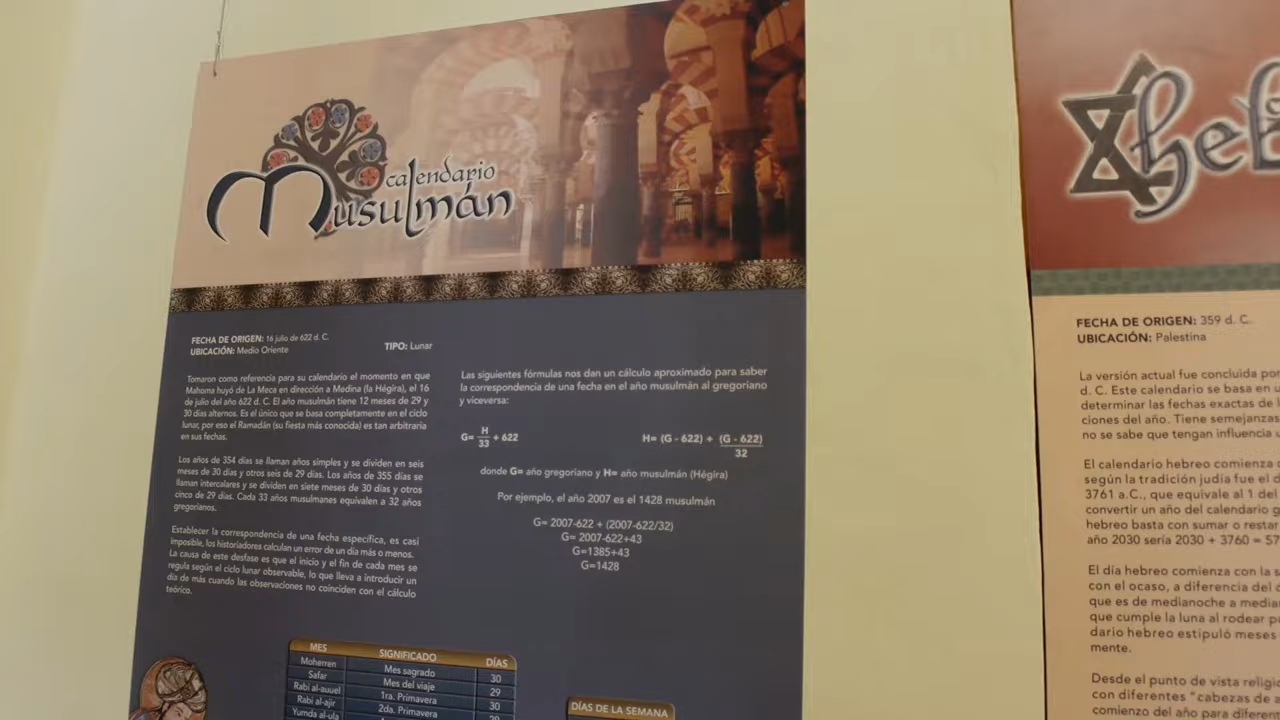 calendario
Musulmán
FECHA DE ORIGEN: 16 julio de 622 d. C.
UBICACIÓN: Medio Oriente
TIPO: Lunar
Tomaron como referencia para su calendario el momento en que
Mahoma huyó de La Meca en dirección a Medina (la Hégira), el 16
de julio del año 622 d. C. El año musulmán tiene 12 meses de 29 y
30 días alternos. Es el único que se basa completamente en el ciclo
lunar, por eso el Ramadán (su fiesta más conocida) es tan arbitraria
en sus fechas.
Los años de 354 días se llaman años simples y se dividen en seis
meses de 30 días y otros seis de 29 días. Los años de 355 días se
llaman intercalares y se dividen en siete meses de 30 días y otros
cinco de 29 días. Cada 33 años musulmanes equivalen a 32 años
gregorianos.
Establecer la correspondencia de una fecha específica, es casi
imposible, los historiadores calculan un error de un día más o menos.
La causa de este desfase es que el inicio y el fin de cada mes se
regula según el ciclo lunar observable, lo que lleva a introducir un
día de más cuando las observaciones no coinciden con el cálculo
teórico.
Las siguientes fórmulas nos dan un cálculo aproximado para saber
la correspondencia de una fecha en el año musulmán al gregoriano
y viceversa:
G= H/33 + 622
H= (G - 622) + (G - 622)/32
donde G= año gregoriano y H= año musulmán (Hégira)
Por ejemplo, el año 2007 es el 1428 musulmán
G= 2007-622 + (2007-622/32)
G= 2007-622+43
G=1385+43
G=1428
MES SIGNIFICADO DÍAS
Moherren Mes sagrado 30
Safar Mes del viaje 29
Rabi al-auuel 1ra. Primavera 30
Rabi al-ajir 2da. Primavera 29
Yumda al-ula
DÍAS DE LA SEMANA
heb
FECHA DE ORIGEN: 359 d. C.
UBICACIÓN: Palestina
La versión actual fue concluida por
d. C. Este calendario se basa en
determinar las fechas exactas de
ciones del año. Tiene semejanzas
no se sabe que tengan influencia
El calendario hebreo comienza
según la tradición judía fue el
3761 a.C., que equivale al 1 del
convertir un año del calendario
hebreo basta con sumar o restar
año 2030 sería 2030 + 3760 = 57
El día hebreo comienza con la
con el ocaso, a diferencia del
que es de medianoche a
que cumple la luna al rodear
dario hebreo estipuló meses
mente.
Desde el punto de vista
con diferentes "cabezas de
comienzo del año para